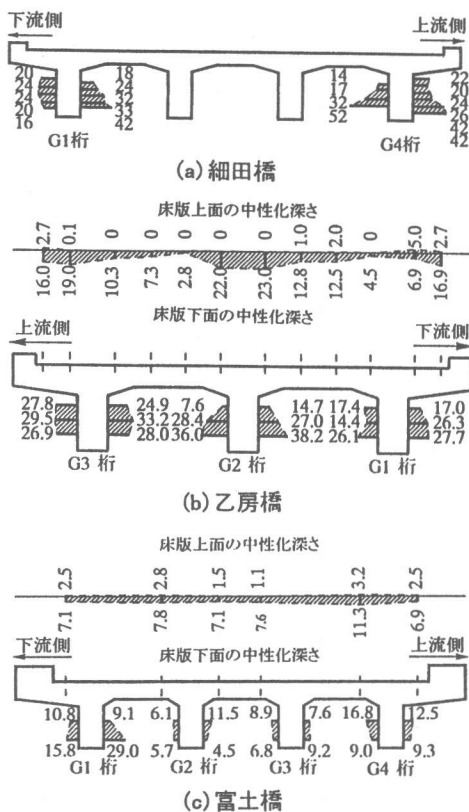 下流側 上流側
20 18 14 22
24 24 17 20
24 32 32 24
20 33 52 26
16 42 42
42
G1桁 G4桁
(a) 細田橋
床版上面の中性化深さ
2.7 0.1 0 0 0 0 0 1.0 2.0 0 5.0 2.7
16.0 19.0 10.3 7.3 2.8 22.0 23.0 12.8 12.5 4.5 6.9 16.9
床版下面の中性化深さ
上流側 下流側
27.8 24.9 7.6 14.7 17.4 17.0
29.5 33.2 28.4 27.0 14.4 26.3
26.9 28.0 36.0 38.2 26.1 27.7
G3 桁 G2 桁 G1 桁
(b) 乙房橋
床版上面の中性化深さ
2.5 2.8 1.5 1.1 3.2 2.5
7.1 7.8 7.1 7.6 11.3 6.9
下流側 床版下面の中性化深さ 上流側
10.8 9.1 6.1 11.5 8.9 7.6 16.8 2.5
15.8 29.0 5.7 4.5 6.8 9.2 9.0 9.3
G1 桁 G2 桁 G3 桁 G4 桁
(c) 富土橋